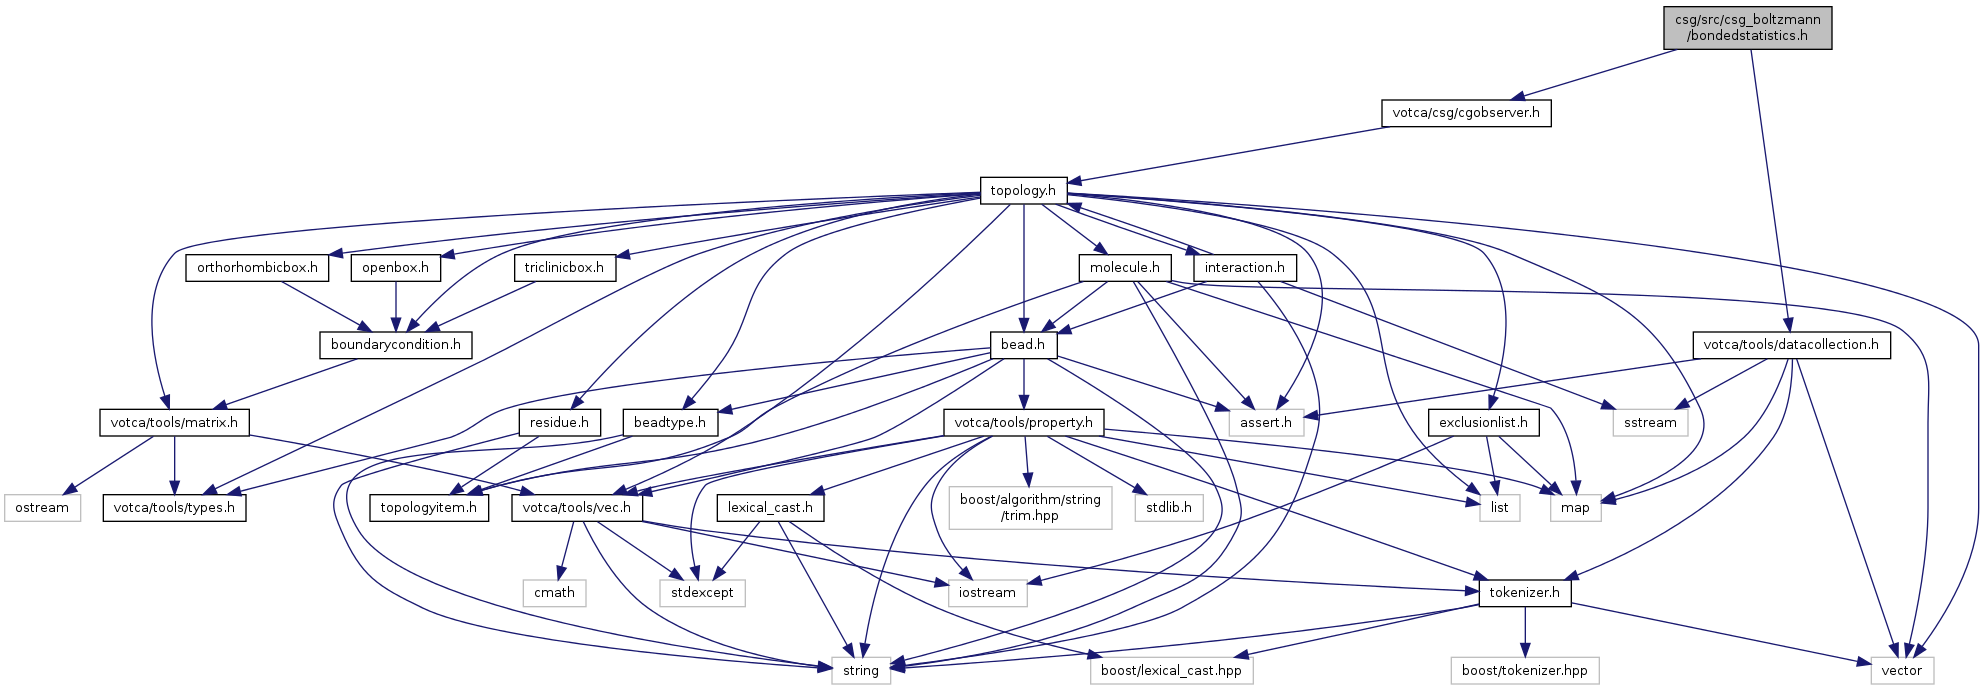 csg/src/csg_boltzmann
/bondedstatistics.h
votca/csg/cgobserver.h
topology.h
orthorhombicbox.h
openbox.h
triclinicbox.h
molecule.h
interaction.h
boundarycondition.h
bead.h
votca/tools/datacollection.h
votca/tools/matrix.h
residue.h
beadtype.h
votca/tools/property.h
assert.h
exclusionlist.h
sstream
ostream
votca/tools/types.h
topologyitem.h
votca/tools/vec.h
lexical_cast.h
boost/algorithm/string
/trim.hpp
stdlib.h
list
map
cmath
stdexcept
iostream
tokenizer.h
string
boost/lexical_cast.hpp
boost/tokenizer.hpp
vector